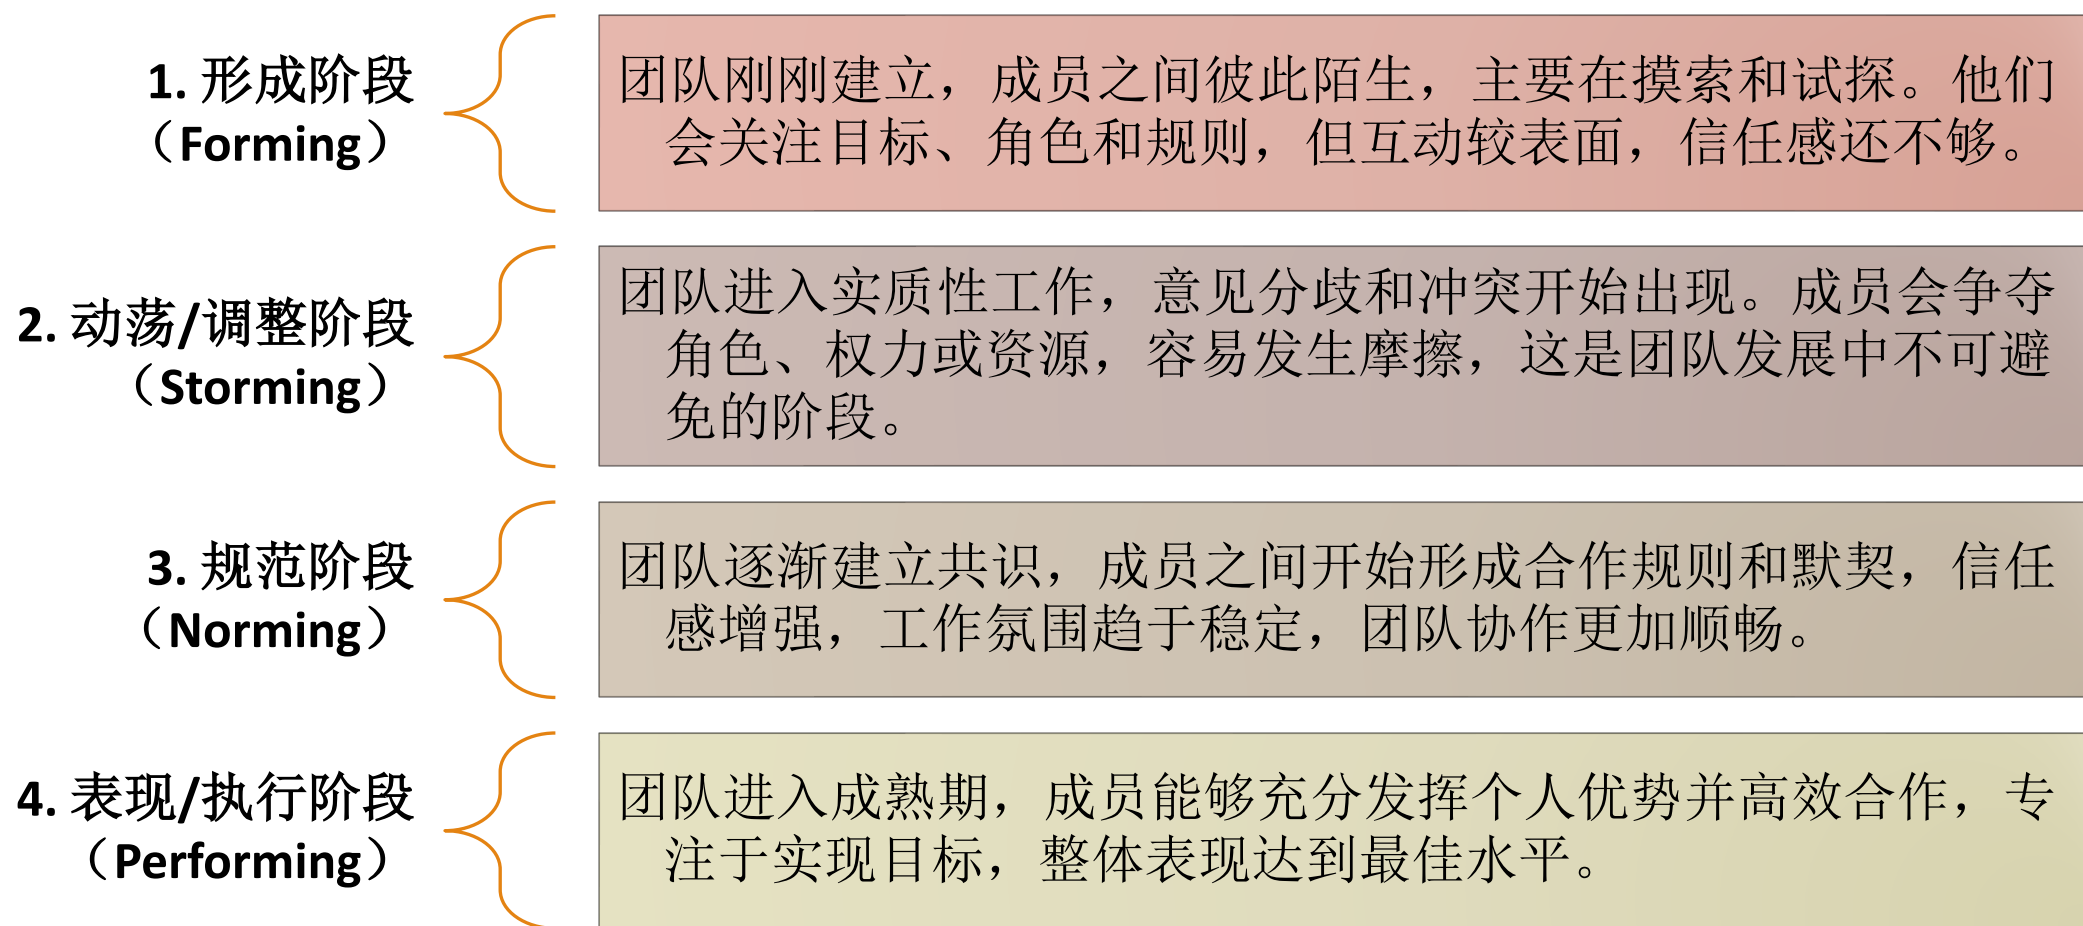 1. 形成阶段
（Forming）
团队刚刚建立，成员之间彼此陌生，主要在摸索和试探。他们
会关注目标、角色和规则，但互动较表面，信任感还不够。
2. 动荡/调整阶段
（Storming）
团队进入实质性工作，意见分歧和冲突开始出现。成员会争夺
角色、权力或资源，容易发生摩擦，这是团队发展中不可避
免的阶段。
3. 规范阶段
（Norming）
团队逐渐建立共识，成员之间开始形成合作规则和默契，信任
感增强，工作氛围趋于稳定，团队协作更加顺畅。
4. 表现/执行阶段
（Performing）
团队进入成熟期，成员能够充分发挥个人优势并高效合作，专
注于实现目标，整体表现达到最佳水平。